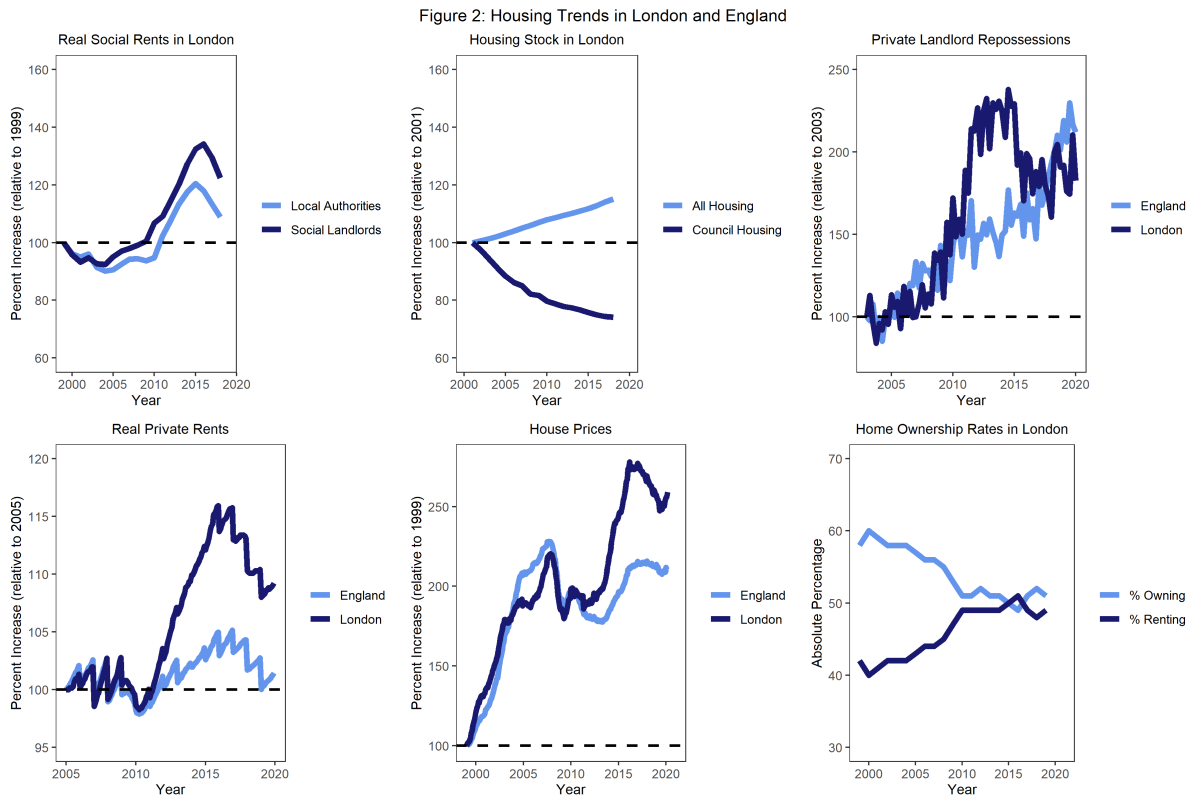 Figure 2: Housing Trends in London and England
Real Social Rents in London
Percent Increase (relative to 1999)
160
140
120
100
80
60
2000 2005 2010 2015 2020
Year
Local Authorities
Social Landlords
Housing Stock in London
Percent Increase (relative to 2001)
160
140
120
100
80
60
2000 2005 2010 2015 2020
Year
All Housing
Council Housing
Private Landlord Repossessions
Percent Increase (relative to 2003)
250
200
150
100
2005 2010 2015 2020
Year
England
London
Real Private Rents
Percent Increase (relative to 2005)
120
115
110
105
100
95
2005 2010 2015 2020
Year
England
London
House Prices
Percent Increase (relative to 1999)
250
200
150
100
2000 2005 2010 2015 2020
Year
England
London
Home Ownership Rates in London
Absolute Percentage
70
60
50
40
30
2000 2005 2010 2015 2020
Year
% Owning
% Renting